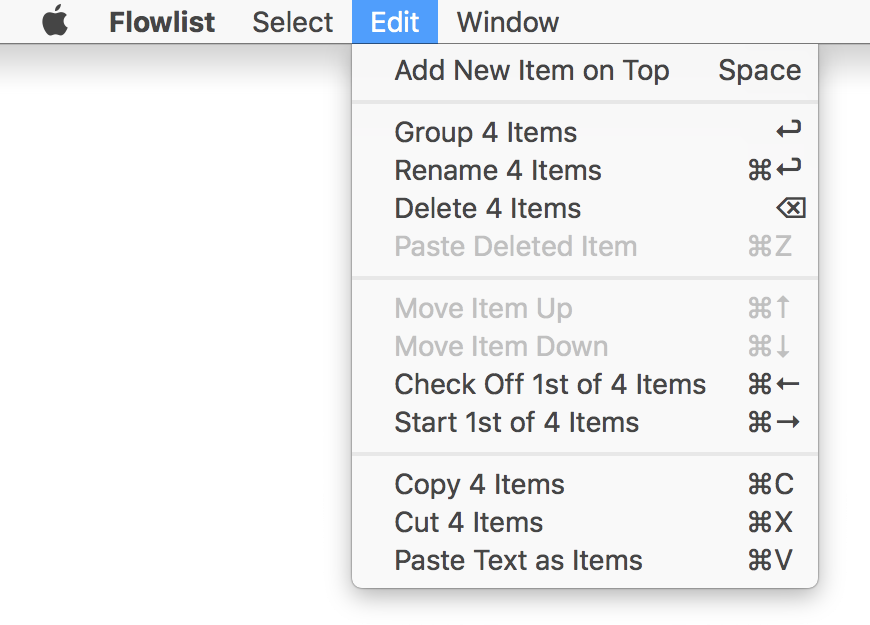 Flowlist Select Edit Window
Add New Item on Top Space
Group 4 Items ↩
Rename 4 Items ⌘↩
Delete 4 Items ⌫
Paste Deleted Item ⌘Z
Move Item Up ⌘↑
Move Item Down ⌘↓
Check Off 1st of 4 Items ⌘←
Start 1st of 4 Items ⌘→
Copy 4 Items ⌘C
Cut 4 Items ⌘X
Paste Text as Items ⌘V